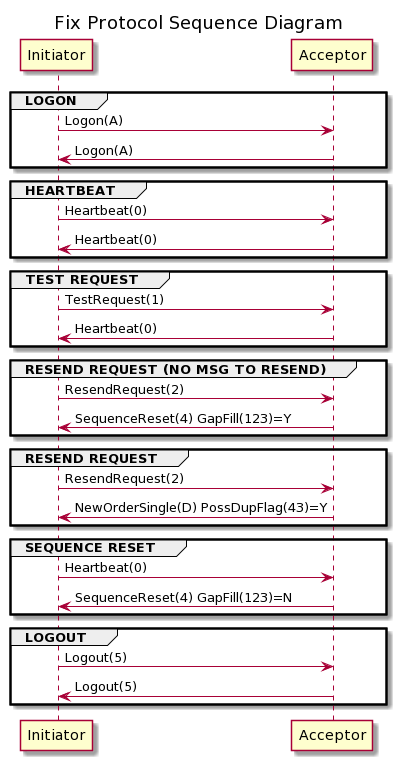 Fix Protocol Sequence Diagram
Initiator Acceptor
LOGON
Logon(A)
Logon(A)
HEARTBEAT
Heartbeat(0)
Heartbeat(0)
TEST REQUEST
TestRequest(1)
Heartbeat(0)
RESEND REQUEST (NO MSG TO RESEND)
ResendRequest(2)
SequenceReset(4) GapFill(123)=Y
RESEND REQUEST
ResendRequest(2)
NewOrderSingle(D) PossDupFlag(43)=Y
SEQUENCE RESET
Heartbeat(0)
SequenceReset(4) GapFill(123)=N
LOGOUT
Logout(5)
Logout(5)
Initiator Acceptor